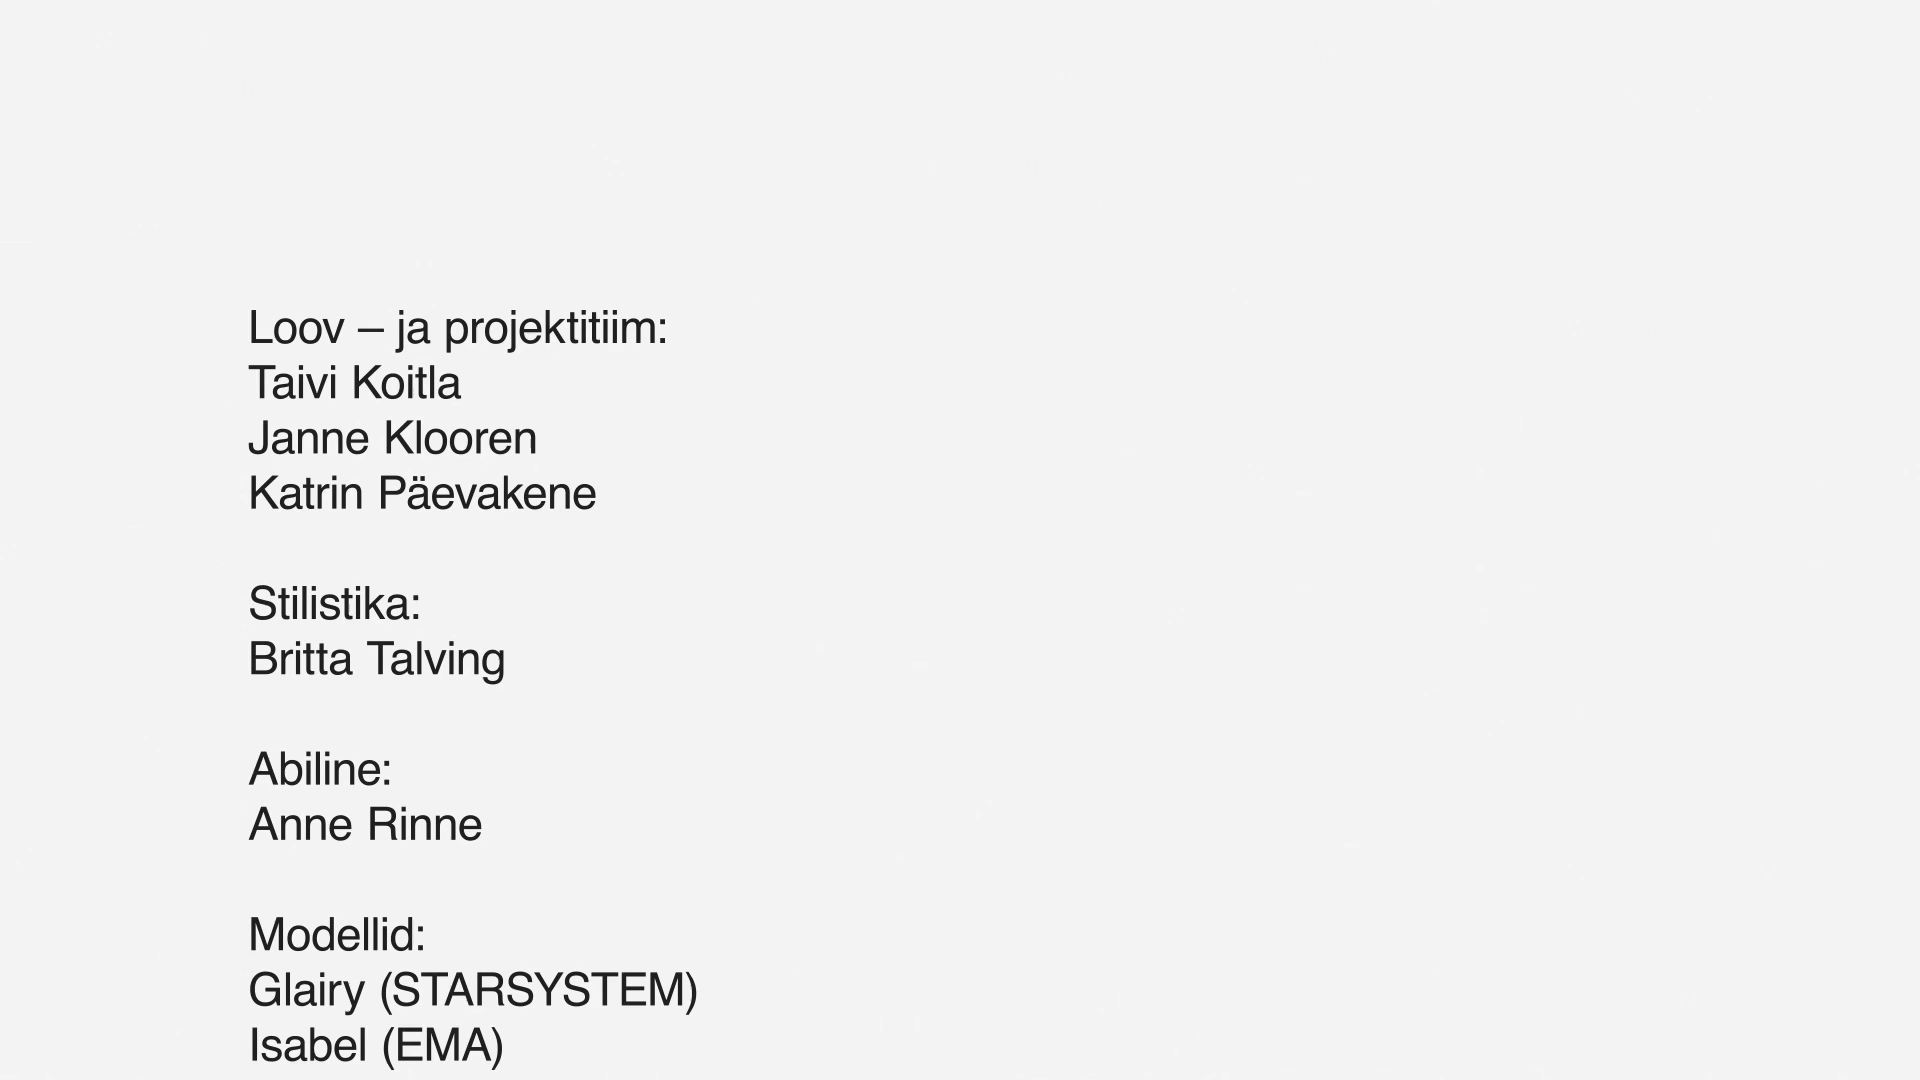 Loov – ja projektitiim:
Taivi Koitla
Janne Klooren
Katrin Päevakene
Stilistika:
Britta Talving
Abiline:
Anne Rinne
Modellid:
Glairy (STARSYSTEM)
Isabel (EMA)